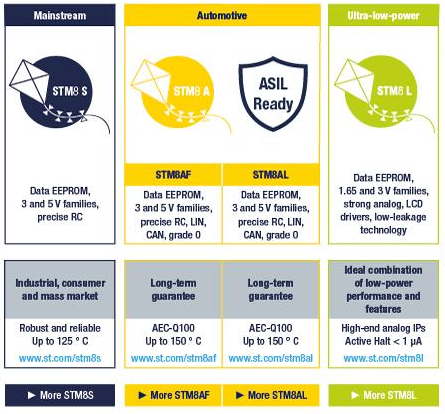 Mainstream
STM8 S
Data EEPROM,
3 and 5 V families,
precise RC
Industrial, consumer
and mass market
Robust and reliable
Up to 125 ° C
www.st.com/stm8s
► More STM8S
Automotive
STM8 A
ASIL
Ready
STM8AF
Data EEPROM,
3 and 5 V families,
precise RC, LIN,
CAN, grade 0
Long-term
guarantee
AEC-Q100
Up to 150 ° C
www.st.com/stm8af
► More STM8AF
STM8AL
Data EEPROM,
3 and 5 V families,
precise RC, LIN,
CAN, grade 0
Long-term
guarantee
AEC-Q100
Up to 150 ° C
www.st.com/stm8al
► More STM8AL
Ultra-low-power
STM8 L
Data EEPROM,
1.65 and 3 V families,
strong analog, LCD
drivers, low-leakage
technology
Ideal combination
of low-power
performance and
features
High-end analog IPs
Active Halt < 1 µA
www.st.com/stm8l
► More STM8L